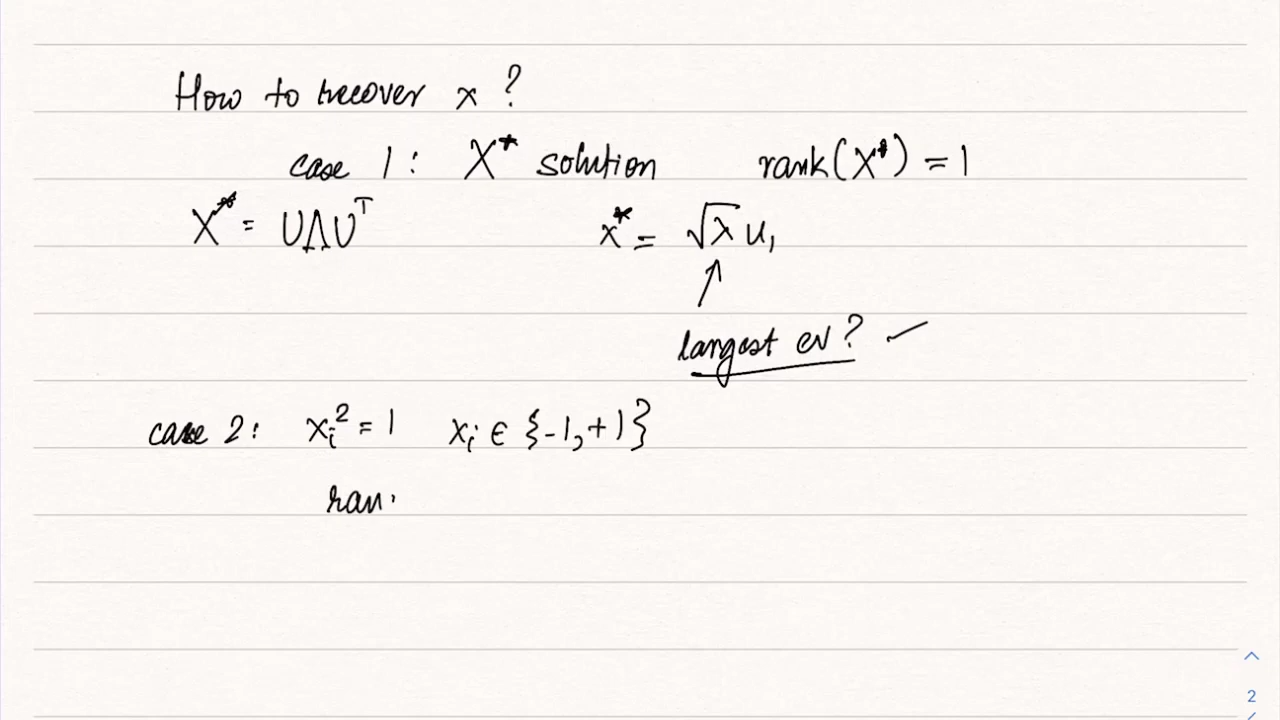 How to recover x ?
case 1 : X* solution rank(X*) = 1
X* = UΛUᵀ x* = √λ u₁
↑
largest ev ? ✓
case 2 : xᵢ² = 1 xᵢ ∈ {-1, +1}
ran
2